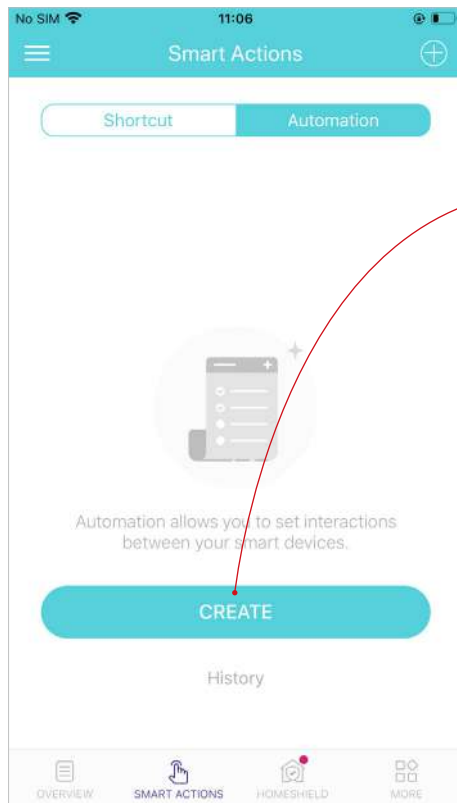 No SIM 11:06
Smart Actions
Shortcut Automation
Automation allows you to set interactions
between your smart devices.
CREATE
History
OVERVIEW SMART ACTIONS HOMESHIELD MORE